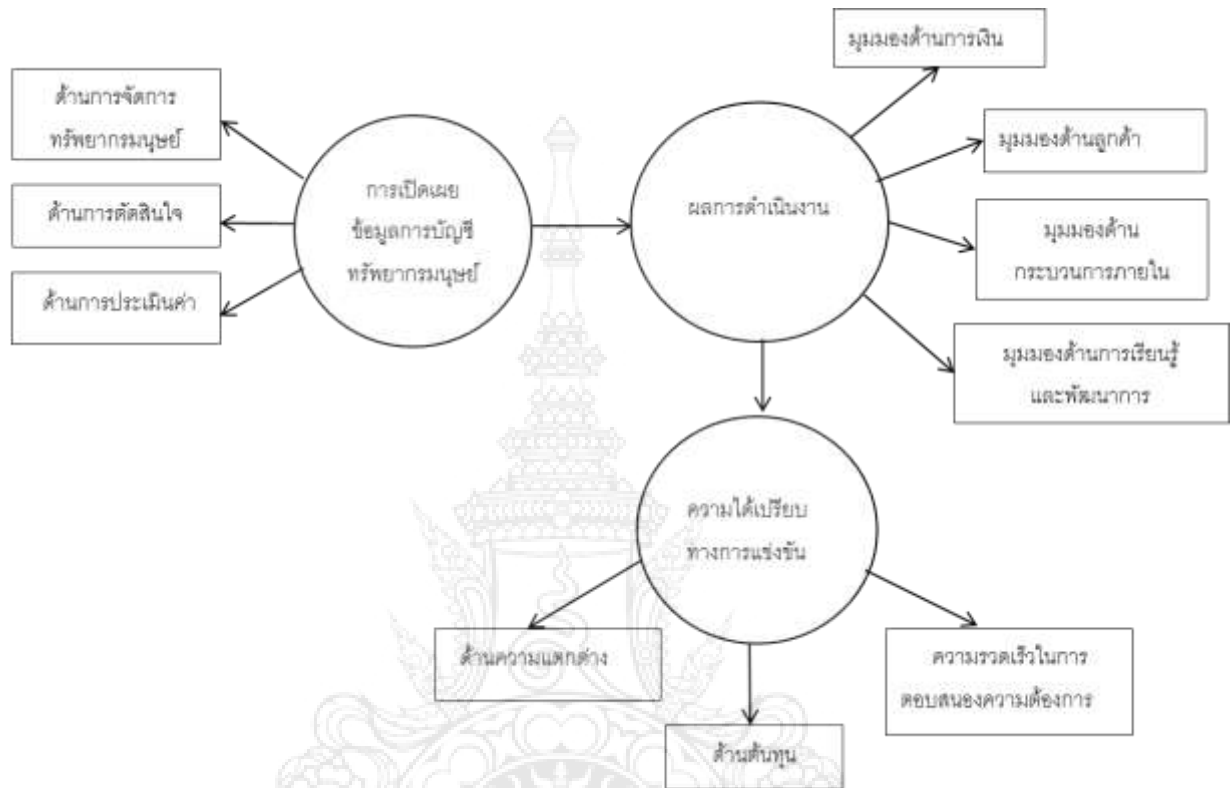 มุมมองด้านการเงิน
ด้านการจัดการ
ทรัพยากรมนุษย์
ด้านการตัดสินใจ
ด้านการประเมินค่า
การเปิดเผย
ข้อมูลการบัญชี
ทรัพยากรมนุษย์
ผลการดำเนินงาน
มุมมองด้านลูกค้า
มุมมองด้าน
กระบวนการภายใน
มุมมองด้านการเรียนรู้
และพัฒนาการ
ความได้เปรียบ
ทางการแข่งขัน
ด้านความแตกต่าง
ด้านต้นทุน
ความรวดเร็วในการ
ตอบสนองความต้องการ